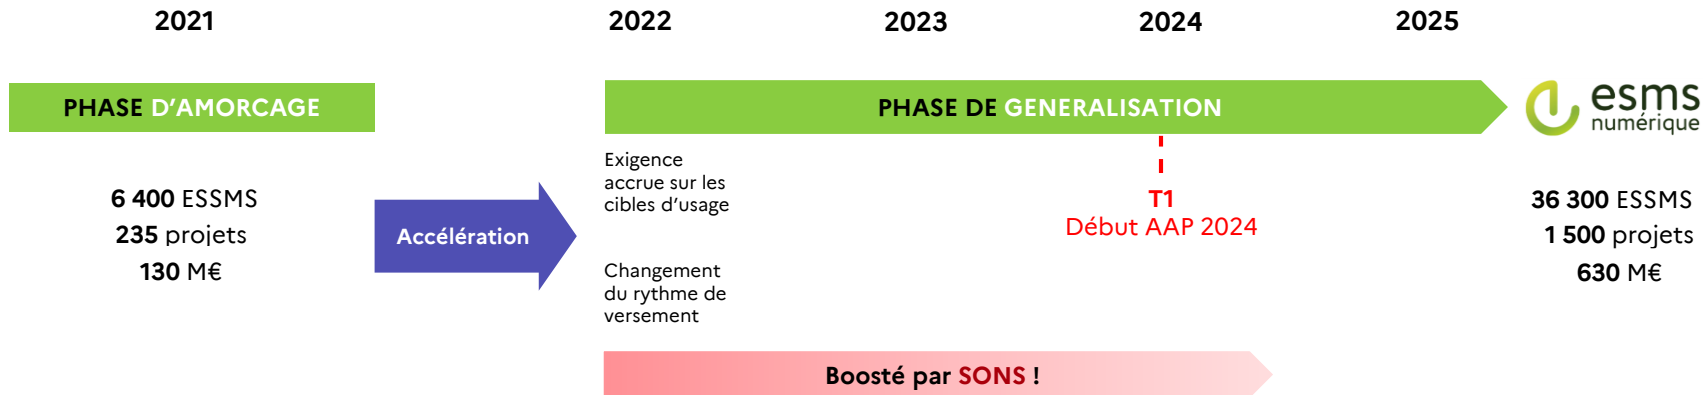 2021
2022
2023
2024
2025
PHASE D'AMORCAGE
PHASE DE GENERALISATION
esms
numérique
6 400 ESSMS
235 projets
130 M€
Accélération
Exigence
accrue sur les
cibles d'usage
Changement
du rythme de
versement
T1
Début AAP 2024
36 300 ESSMS
1 500 projets
630 M€
Boosté par SONS !